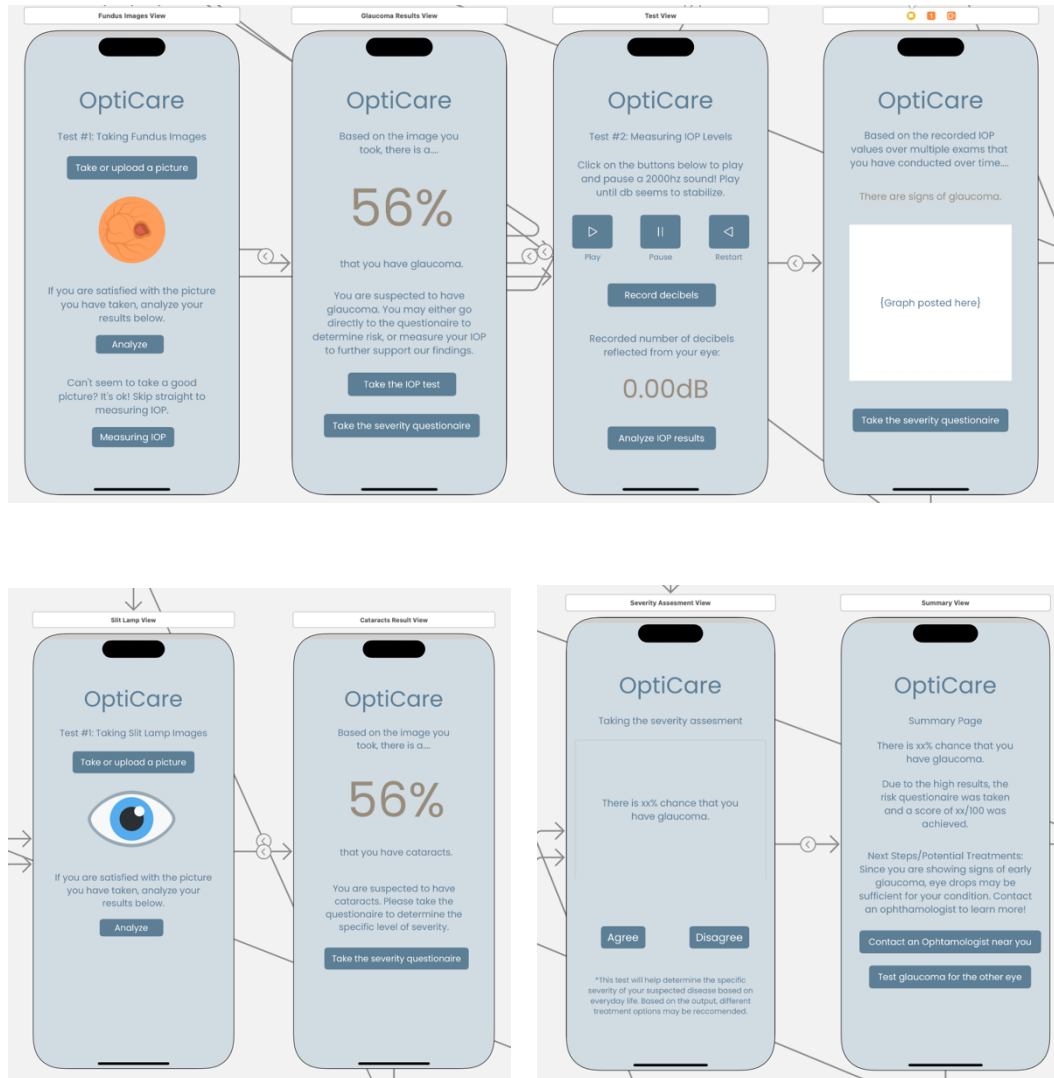 Fundus Images View
OptiCare
Test #1: Taking Fundus Images
Take or upload a picture
If you are satisfied with the picture
you have taken, analyze your
results below.
Analyze
Can't seem to take a good
picture? It's ok! Skip straight to
measuring IOP.
Measuring IOP
Glaucoma Results View
OptiCare
Based on the image you
took, there is a....
56%
that you have glaucoma.
You are suspected to have
glaucoma. You may either go
directly to the questionaire to
determine risk, or measure your IOP
to further support our findings.
Take the IOP test
Take the severity questionaire
Test View
OptiCare
Test #2: Measuring IOP Levels
Click on the buttons below to play
and pause a 2000hz sound! Play
until db seems to stabilize.
Play
Pause
Restart
Record decibels
Recorded number of decibels
reflected from your eye:
0.00dB
Analyze IOP results
OptiCare
Based on the recorded IOP
values over multiple exams that
you have conducted over time....
There are signs of glaucoma.
{Graph posted here}
Take the severity questionaire
Slit Lamp View
OptiCare
Test #1: Taking Slit Lamp Images
Take or upload a picture
If you are satisfied with the picture
you have taken, analyze your
results below.
Analyze
Cataracts Result View
OptiCare
Based on the image you
took, there is a....
56%
that you have cataracts.
You are suspected to have
cataracts. Please take the
questionaire to determine the
specific level of severity.
Take the severity questionaire
Severity Assesment View
OptiCare
Taking the severity assesment
There is xx% chance that you
have glaucoma.
Agree
Disagree
*This test will help determine the specific
severity of your suspected disease based on
everyday life. Based on the output, different
treatment options may be reccomended.
Summary View
OptiCare
Summary Page
There is xx% chance that you
have glaucoma.
Due to the high results, the
risk questionaire was taken
and a score of xx/100 was
achieved.
Next Steps/Potential Treatments:
Since you are showing signs of early
glaucoma, eye drops may be
sufficient for your condition. Contact
an ophthamologist to learn more!
Contact an Ophtamologist near you
Test glaucoma for the other eye